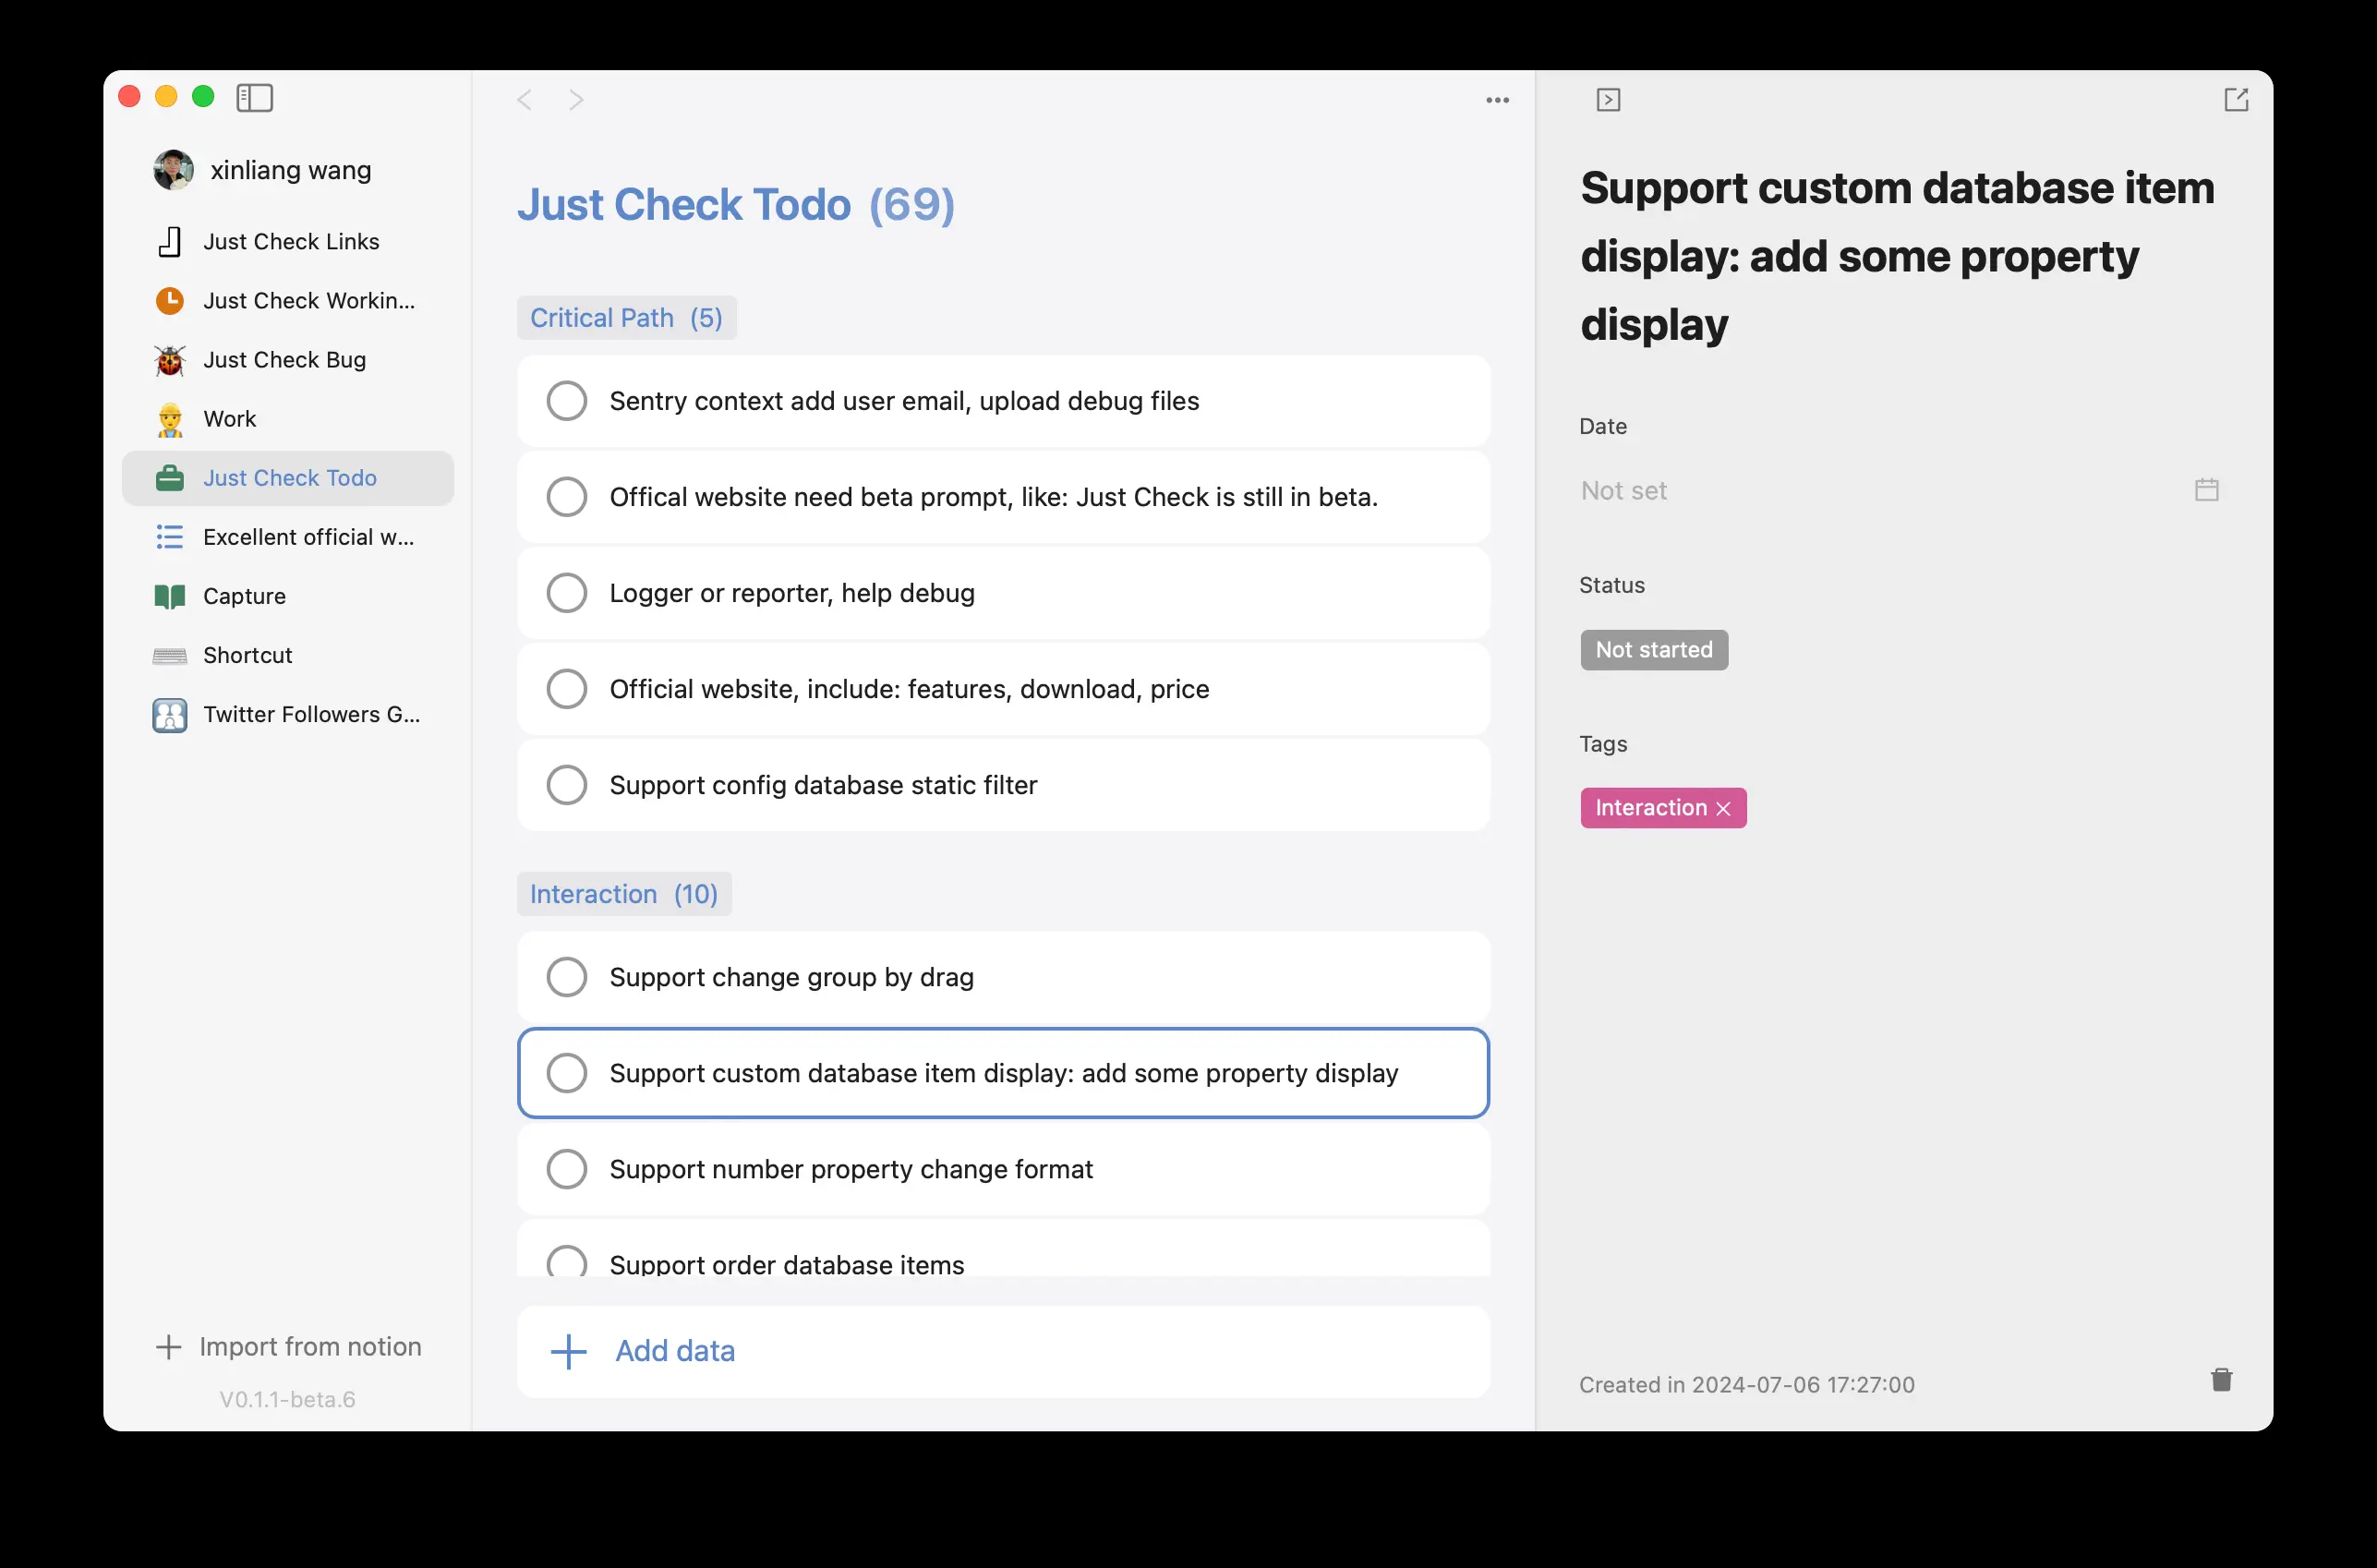 xinliang wang
Just Check Links
Just Check Workin...
Just Check Bug
Work
Just Check Todo
Excellent official w...
Capture
Shortcut
Twitter Followers G...
Import from notion
V0.1.1-beta.6
Just Check Todo (69)
Critical Path (5)
Sentry context add user email, upload debug files
Offical website need beta prompt, like: Just Check is still in beta.
Logger or reporter, help debug
Official website, include: features, download, price
Support config database static filter
Interaction (10)
Support change group by drag
Support custom database item display: add some property display
Support number property change format
Support order database items
Add data
Support custom database item
display: add some property
display
Date
Not set
Status
Not started
Tags
Interaction
Created in 2024-07-06 17:27:00